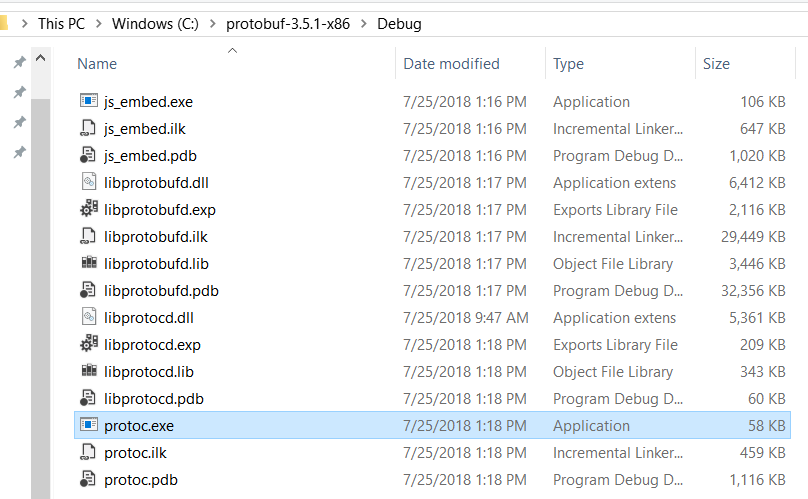 This PC > Windows (C:) > protobuf-3.5.1-x86 > Debug
Name Date modified Type Size
js_embed.exe 7/25/2018 1:16 PM Application 106 KB
js_embed.ilk 7/25/2018 1:16 PM Incremental Linker... 647 KB
js_embed.pdb 7/25/2018 1:16 PM Program Debug D... 1,020 KB
libprotobufd.dll 7/25/2018 1:17 PM Application extens 6,412 KB
libprotobufd.exp 7/25/2018 1:17 PM Exports Library File 2,116 KB
libprotobufd.ilk 7/25/2018 1:17 PM Incremental Linker... 29,449 KB
libprotobufd.lib 7/25/2018 1:17 PM Object File Library 3,446 KB
libprotobufd.pdb 7/25/2018 1:17 PM Program Debug D... 32,356 KB
libprotocd.dll 7/25/2018 9:47 AM Application extens 5,361 KB
libprotocd.exp 7/25/2018 1:18 PM Exports Library File 209 KB
libprotocd.lib 7/25/2018 1:18 PM Object File Library 343 KB
libprotocd.pdb 7/25/2018 1:18 PM Program Debug D... 60 KB
protoc.exe 7/25/2018 1:18 PM Application 58 KB
protoc.ilk 7/25/2018 1:18 PM Incremental Linker... 459 KB
protoc.pdb 7/25/2018 1:18 PM Program Debug D... 1,116 KB